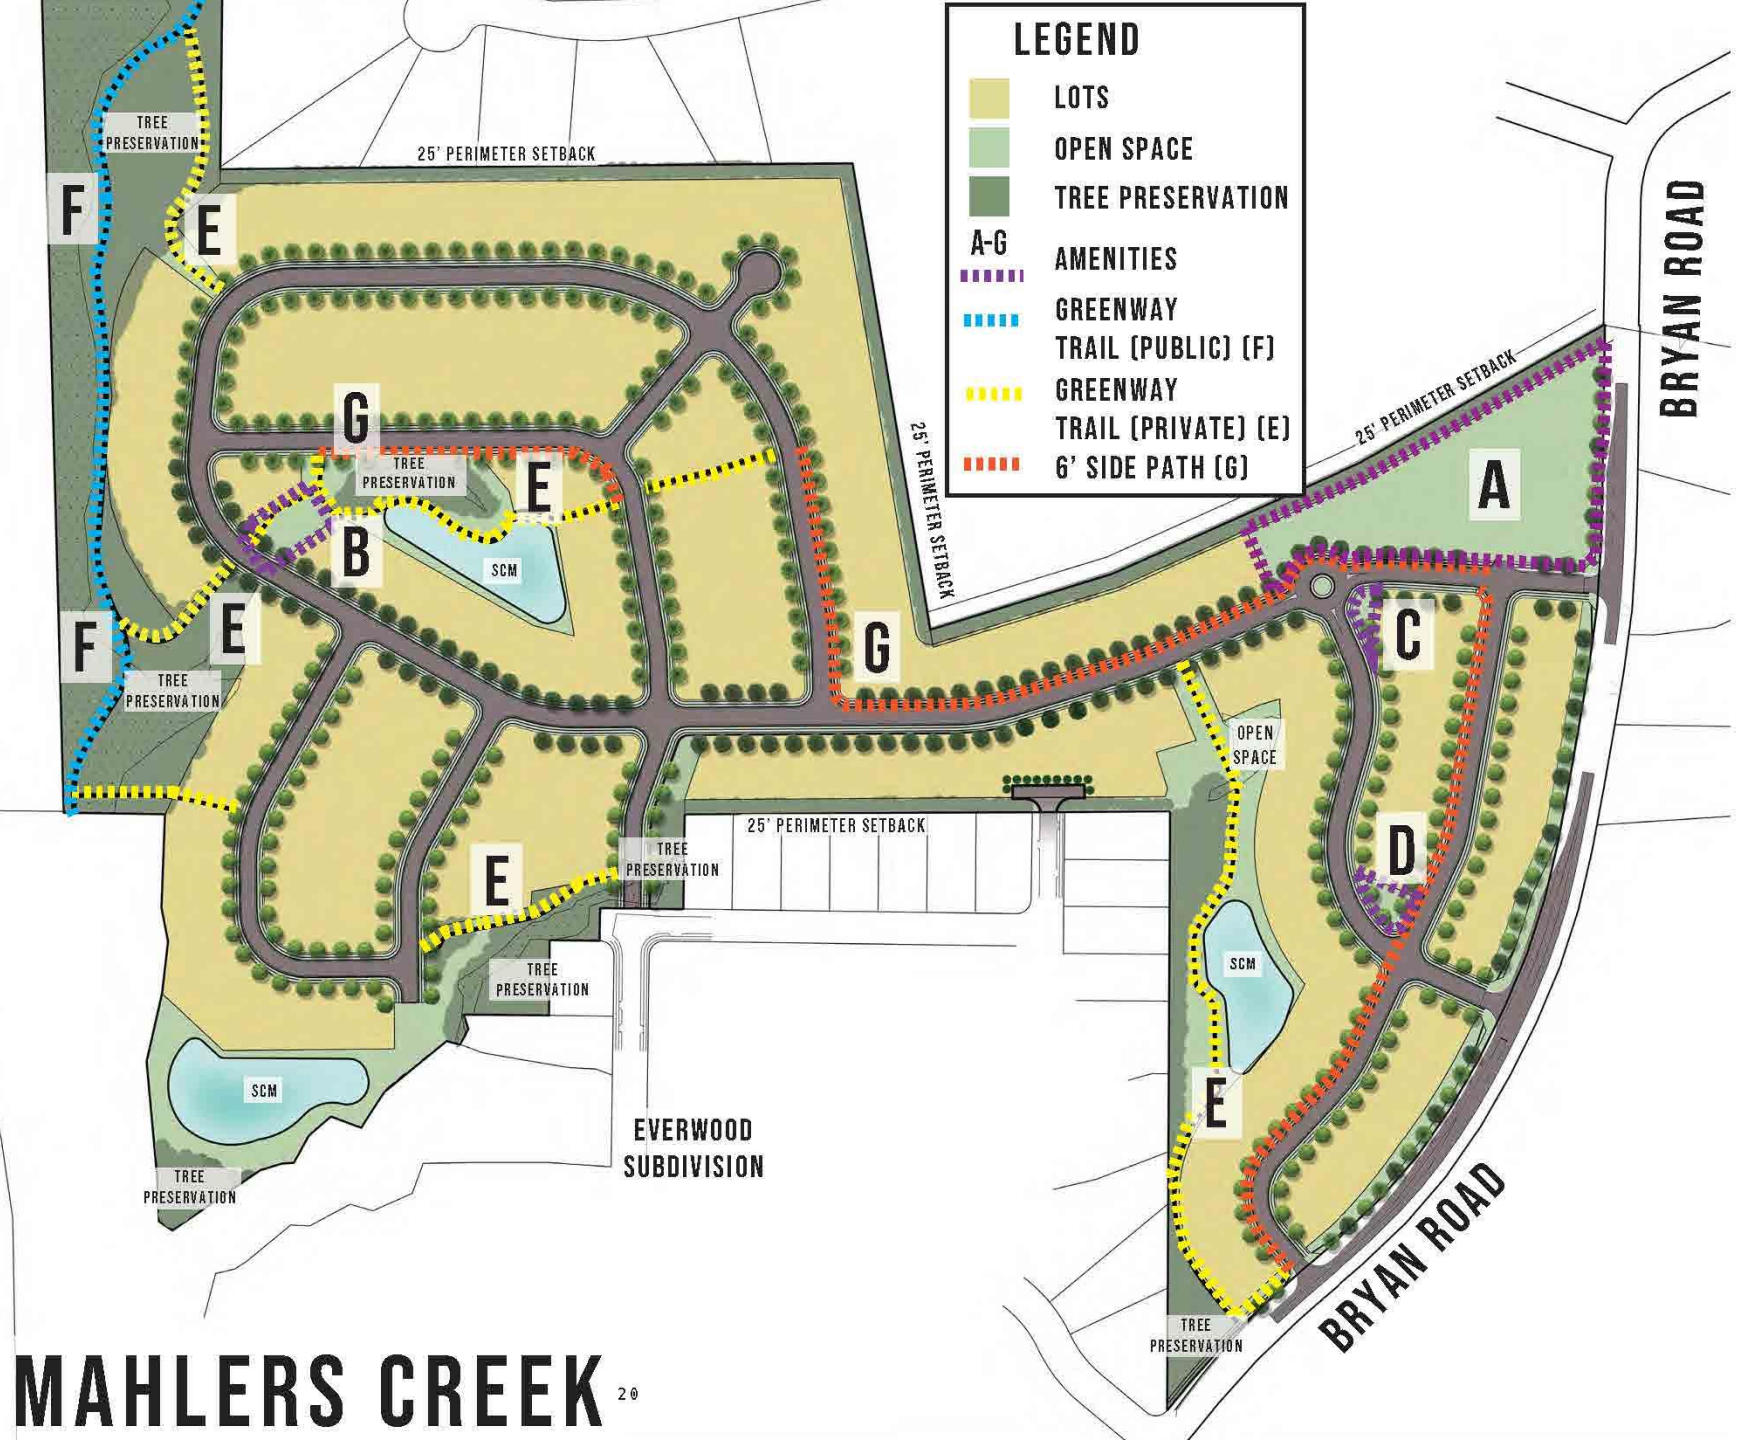 LEGEND
LOTS
OPEN SPACE
TREE PRESERVATION
A-G
AMENITIES
GREENWAY
TRAIL (PUBLIC) (F)
GREENWAY
TRAIL (PRIVATE) (E)
6' SIDE PATH (G)
TREE
PRESERVATION
25' PERIMETER SETBACK
F
E
BRYAN ROAD
25' PERIMETER SETBACK
25' PERIMETER SETBACK
G
TREE
PRESERVATION
E
A
B
SCM
F
E
G
C
TREE
PRESERVATION
OPEN
SPACE
25' PERIMETER SETBACK
E
TREE
PRESERVATION
D
TREE
PRESERVATION
SCM
SCM
E
EVERWOOD
SUBDIVISION
TREE
PRESERVATION
BRYAN ROAD
TREE
PRESERVATION
MAHLERS CREEK
20